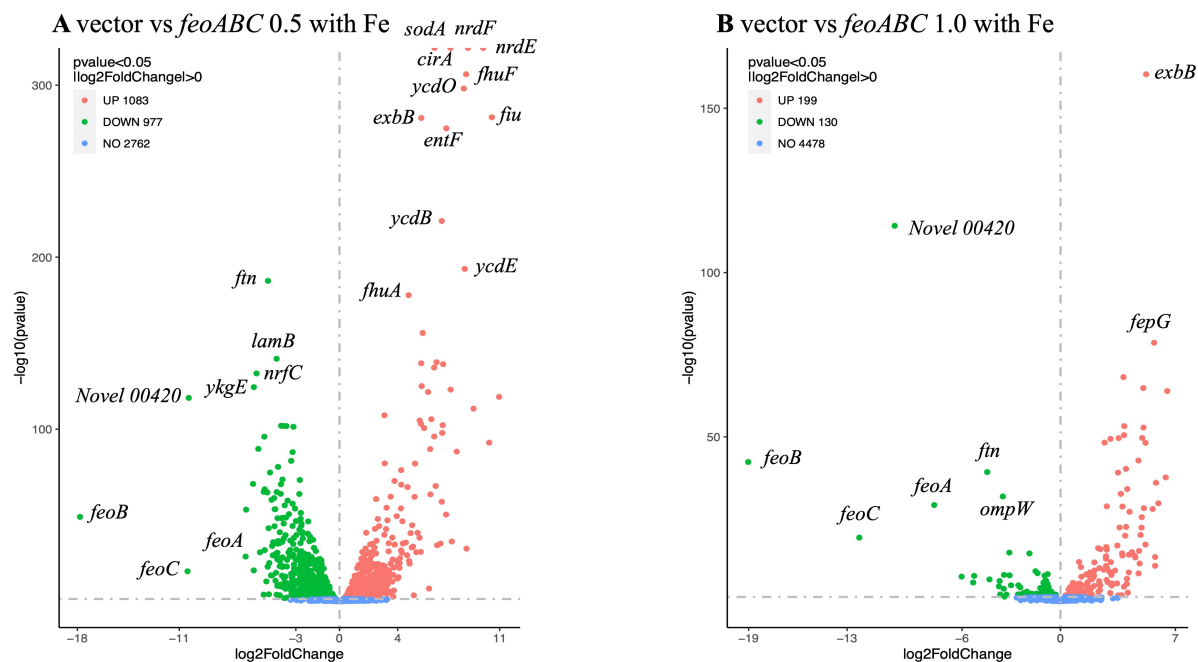 A vector vs feoABC 0.5 with Fe
sodA nrdF
nrdE
cirA
fhuF
ycdO
exbB
fiu
entF
ycdB
ycdE
fhuA
ftn
lamB
nrfC
ykgE
Novel 00420
feoB
feoA
feoC
pvalue<0.05
|log2FoldChange|>0
UP 1083
DOWN 977
NO 2762
300
200
100
−log10(pvalue)
−18 −11 −3 0 4 11
log2FoldChange
B vector vs feoABC 1.0 with Fe
pvalue<0.05
|log2FoldChange|>0
UP 199
DOWN 130
NO 4478
exbB
Novel 00420
fepG
feoB
ftn
feoA
ompW
feoC
150
100
50
−log10(pvalue)
−19 −13 −6 0 7
log2FoldChange